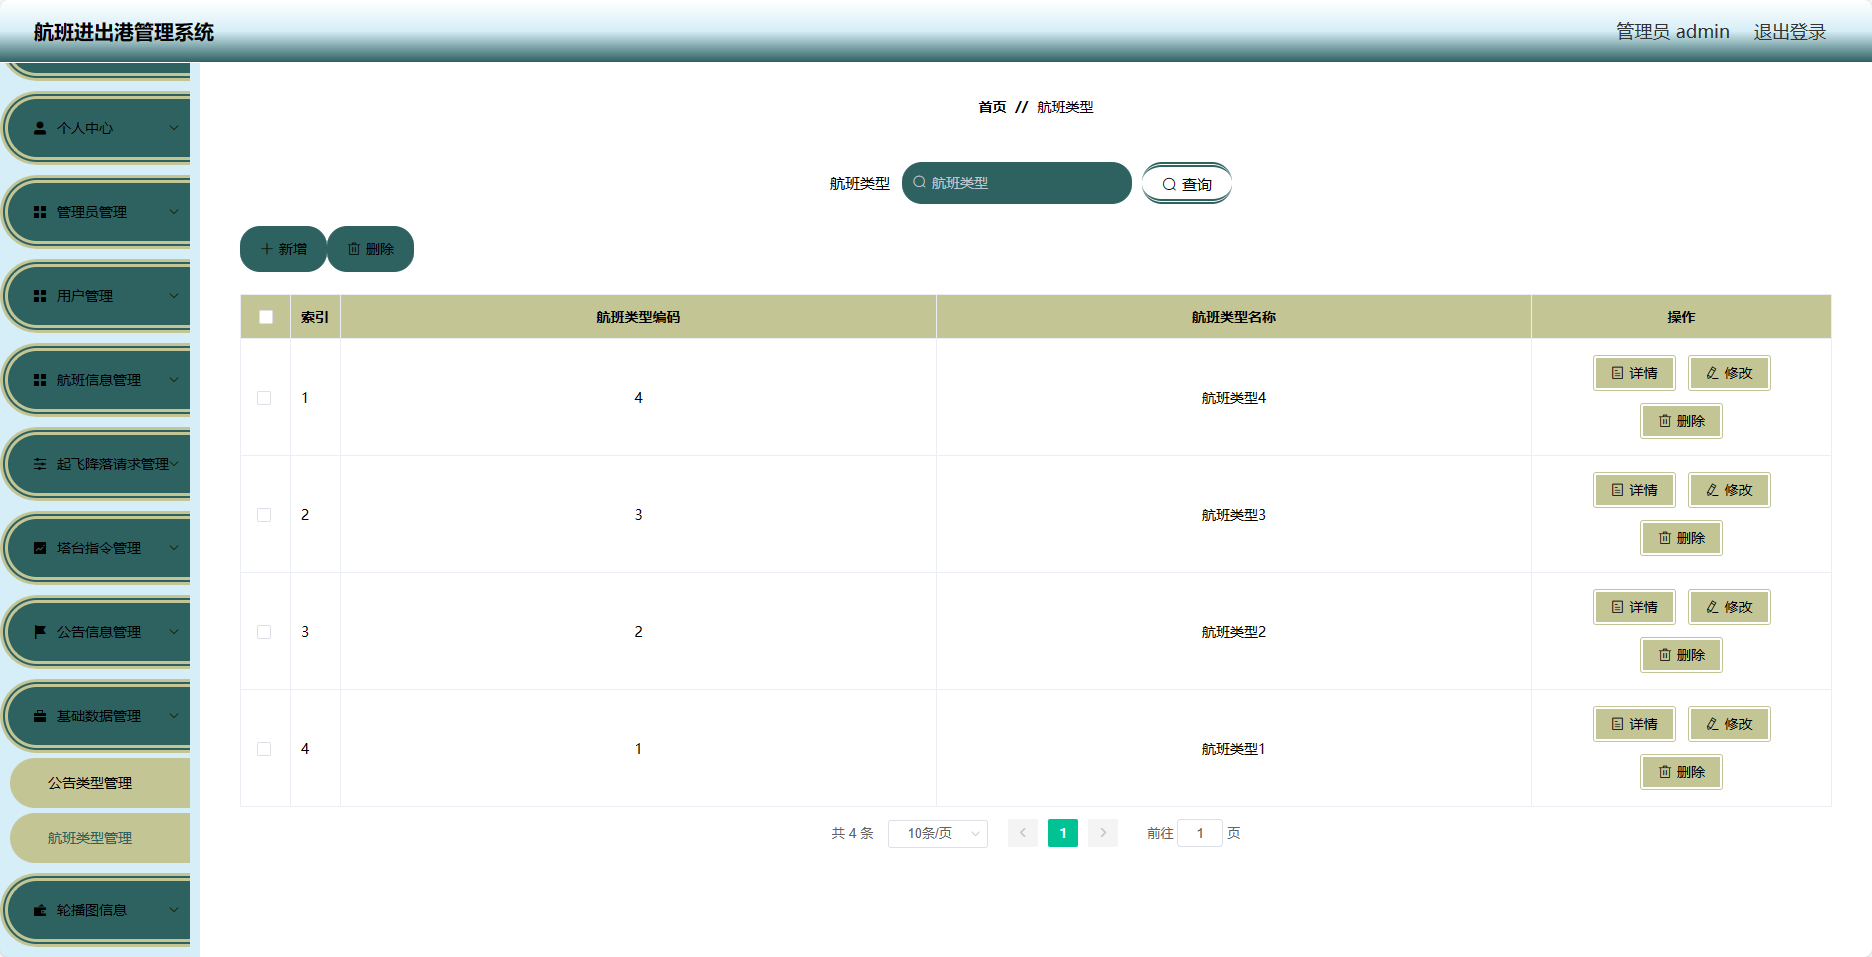 航班进出港管理系统
管理员 admin 退出登录
个人中心
管理员管理
用户管理
航班信息管理
起飞降落请求管理
塔台指令管理
公告信息管理
基础数据管理
公告类型管理
航班类型管理
轮播图信息
首页 // 航班类型
航班类型 航班类型 查询
新增 删除
索引 航班类型编码 航班类型名称 操作
1 4 航班类型4 详情 修改
删除
2 3 航班类型3 详情 修改
删除
3 2 航班类型2 详情 修改
删除
4 1 航班类型1 详情 修改
删除
共 4 条 10条/页 1 前往 1 页